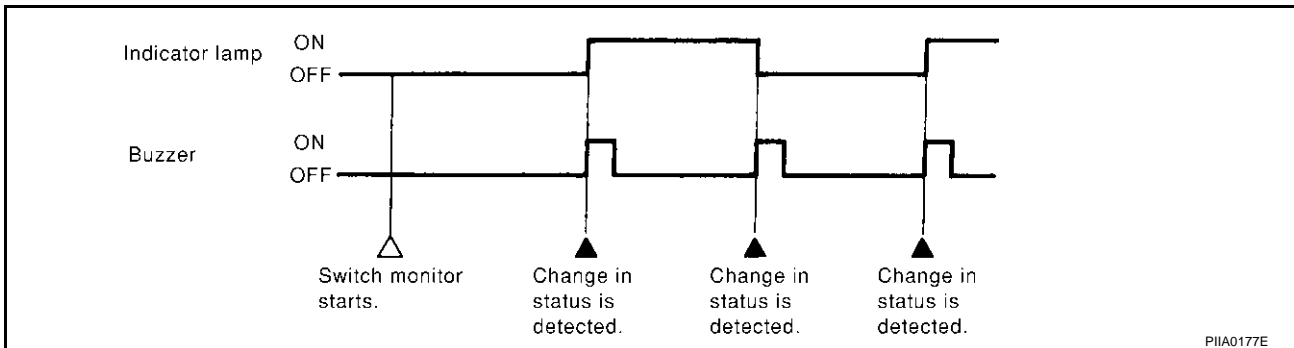 Indicator lamp
ON
OFF
Buzzer
ON
OFF
Switch monitor
starts.
Change in
status is
detected.
Change in
status is
detected.
Change in
status is
detected.
PIIA0177E